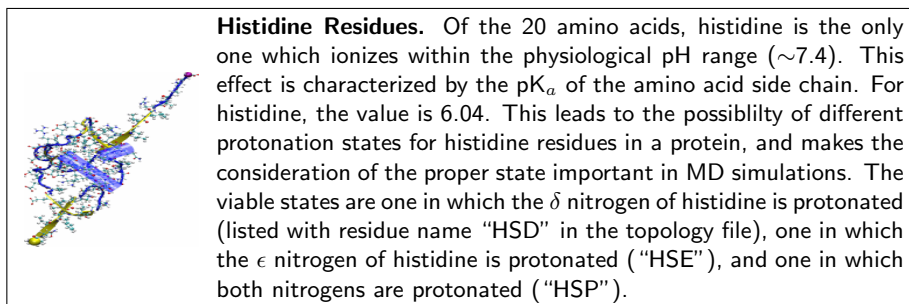 Histidine Residues. Of the 20 amino acids, histidine is the only
one which ionizes within the physiological pH range (∼7.4). This
effect is characterized by the pKₐ of the amino acid side chain. For
histidine, the value is 6.04. This leads to the possiblilty of different
protonation states for histidine residues in a protein, and makes the
consideration of the proper state important in MD simulations. The
viable states are one in which the δ nitrogen of histidine is protonated
(listed with residue name “HSD” in the topology file), one in which
the ϵ nitrogen of histidine is protonated (“HSE”), and one in which
both nitrogens are protonated (“HSP”).